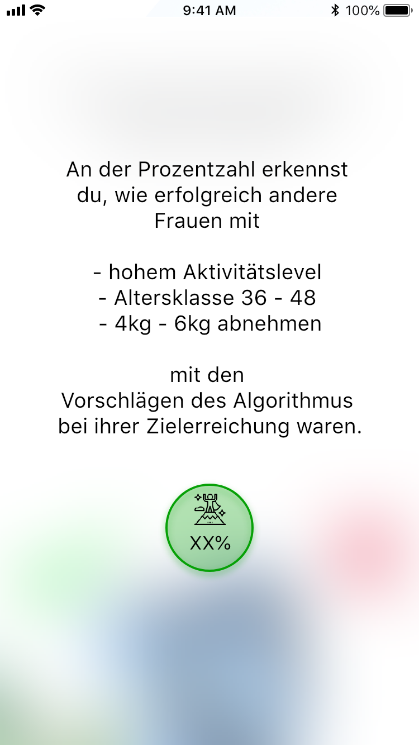 9:41 AM 100%
An der Prozentzahl erkennst
du, wie erfolgreich andere
Frauen mit
- hohem Aktivitätslevel
- Altersklasse 36 - 48
- 4kg - 6kg abnehmen
mit den
Vorschlägen des Algorithmus
bei ihrer Zielerreichung waren.
XX%